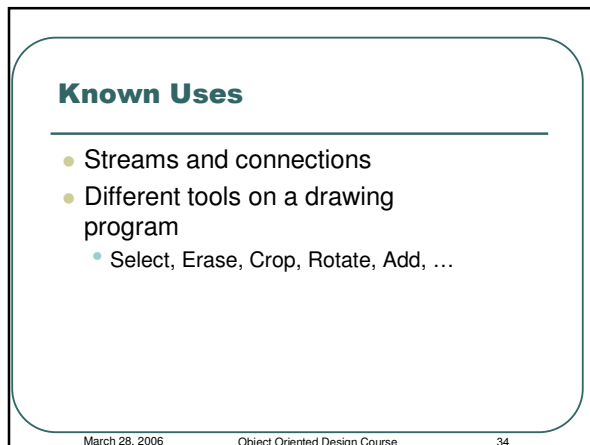 Known Uses
Streams and connections
Different tools on a drawing
program
Select, Erase, Crop, Rotate, Add, …
March 28, 2006 Object Oriented Design Course 34